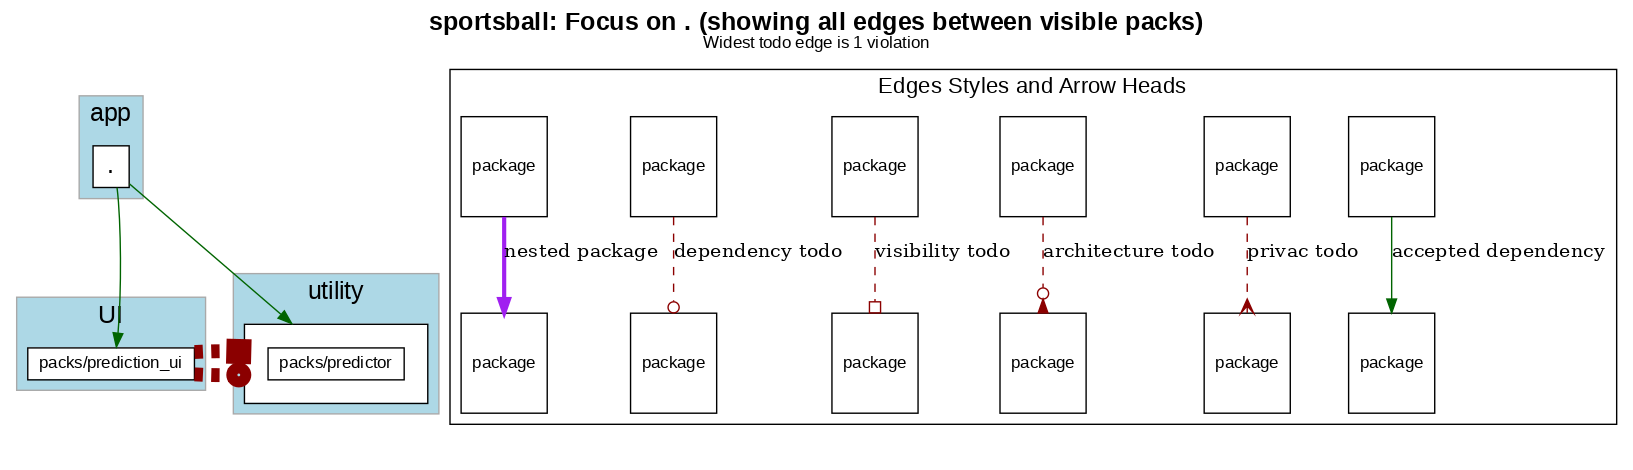 sportsball: Focus on . (showing all edges between visible packs)
Widest todo edge is 1 violation
app
.
UI
packs/prediction_ui
utility
packs/predictor
Edges Styles and Arrow Heads
package package package package package package
nested package dependency todo visibility todo architecture todo privac todo accepted dependency
package package package package package package